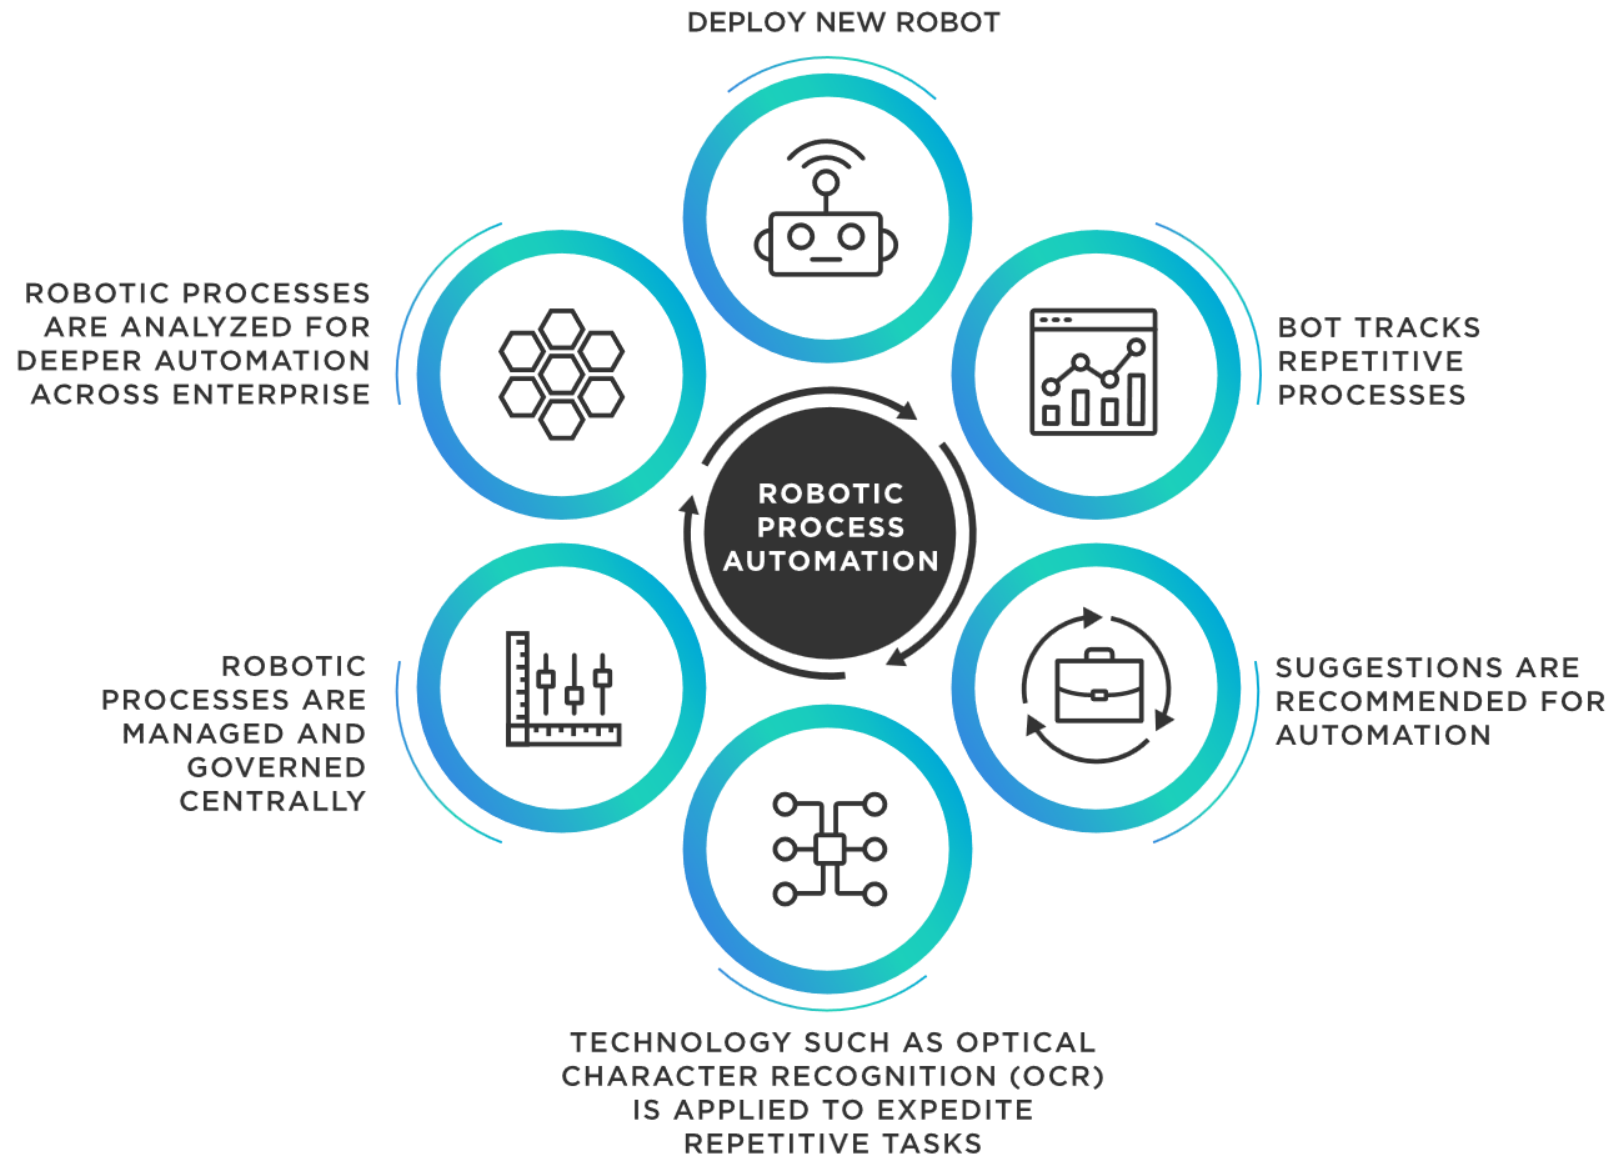 DEPLOY NEW ROBOT
BOT TRACKS
REPETITIVE
PROCESSES
SUGGESTIONS ARE
RECOMMENDED FOR
AUTOMATION
TECHNOLOGY SUCH AS OPTICAL
CHARACTER RECOGNITION (OCR)
IS APPLIED TO EXPEDITE
REPETITIVE TASKS
ROBOTIC
PROCESSES ARE
MANAGED AND
GOVERNED
CENTRALLY
ROBOTIC PROCESSES
ARE ANALYZED FOR
DEEPER AUTOMATION
ACROSS ENTERPRISE
ROBOTIC
PROCESS
AUTOMATION